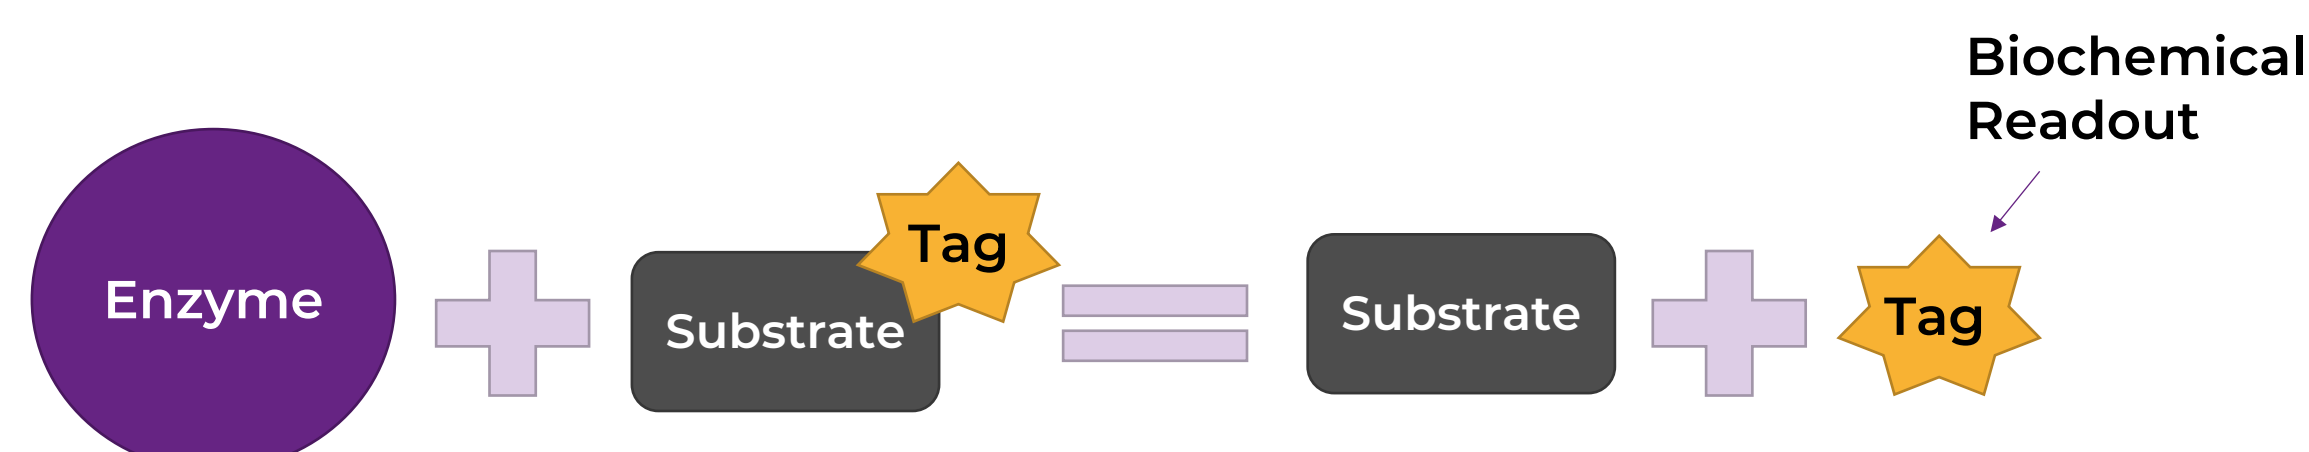 Biochemical
Readout
Enzyme
Tag
Substrate
Substrate
Tag